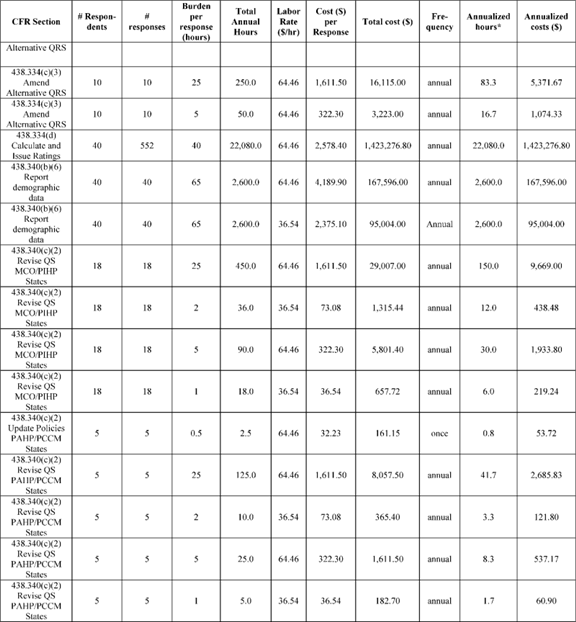 CFR Section # Respon-dents # responses Burden per response (hours) Total Annual Hours Labor Rate ($/hr) Cost ($) per Response Total cost ($) Fre-quency Annualized hours* Annualized costs ($)
Alternative QRS
438.334(c)(3) Amend Alternative QRS 10 10 25 250.0 64.46 1,611.50 16,115.00 annual 83.3 5,371.67
438.334(c)(3) Amend Alternative QRS 10 10 5 50.0 64.46 322.30 3,223.00 annual 16.7 1,074.33
438.334(d) Calculate and Issue Ratings 40 552 40 22,080.0 64.46 2,578.40 1,423,276.80 annual 22,080.0 1,423,276.80
438.340(b)(6) Report demographic data 40 40 65 2,600.0 64.46 4,189.90 167,596.00 annual 2,600.0 167,596.00
438.340(b)(6) Report demographic data 40 40 65 2,600.0 36.54 2,375.10 95,004.00 Annual 2,600.0 95,004.00
438.340(c)(2) Revise QS MCO/PIHP States 18 18 25 450.0 64.46 1,611.50 29,007.00 annual 150.0 9,669.00
438.340(c)(2) Revise QS MCO/PIHP States 18 18 2 36.0 36.54 73.08 1,315.44 annual 12.0 438.48
438.340(c)(2) Revise QS MCO/PIHP States 18 18 5 90.0 64.46 322.30 5,801.40 annual 30.0 1,933.80
438.340(c)(2) Revise QS MCO/PIHP States 18 18 1 18.0 36.54 36.54 657.72 annual 6.0 219.24
438.340(c)(2) Update Policies PAHP/PCCM States 5 5 0.5 2.5 64.46 32.23 161.15 once 0.8 53.72
438.340(c)(2) Revise QS PAHP/PCCM States 5 5 25 125.0 64.46 1,611.50 8,057.50 annual 41.7 2,685.83
438.340(c)(2) Revise QS PAHP/PCCM States 5 5 2 10.0 36.54 73.08 365.40 annual 3.3 121.80
438.340(c)(2) Revise QS PAHP/PCCM States 5 5 5 25.0 64.46 322.30 1,611.50 annual 8.3 537.17
438.340(c)(2) Revise QS PAHP/PCCM States 5 5 1 5.0 36.54 36.54 182.70 annual 1.7 60.90